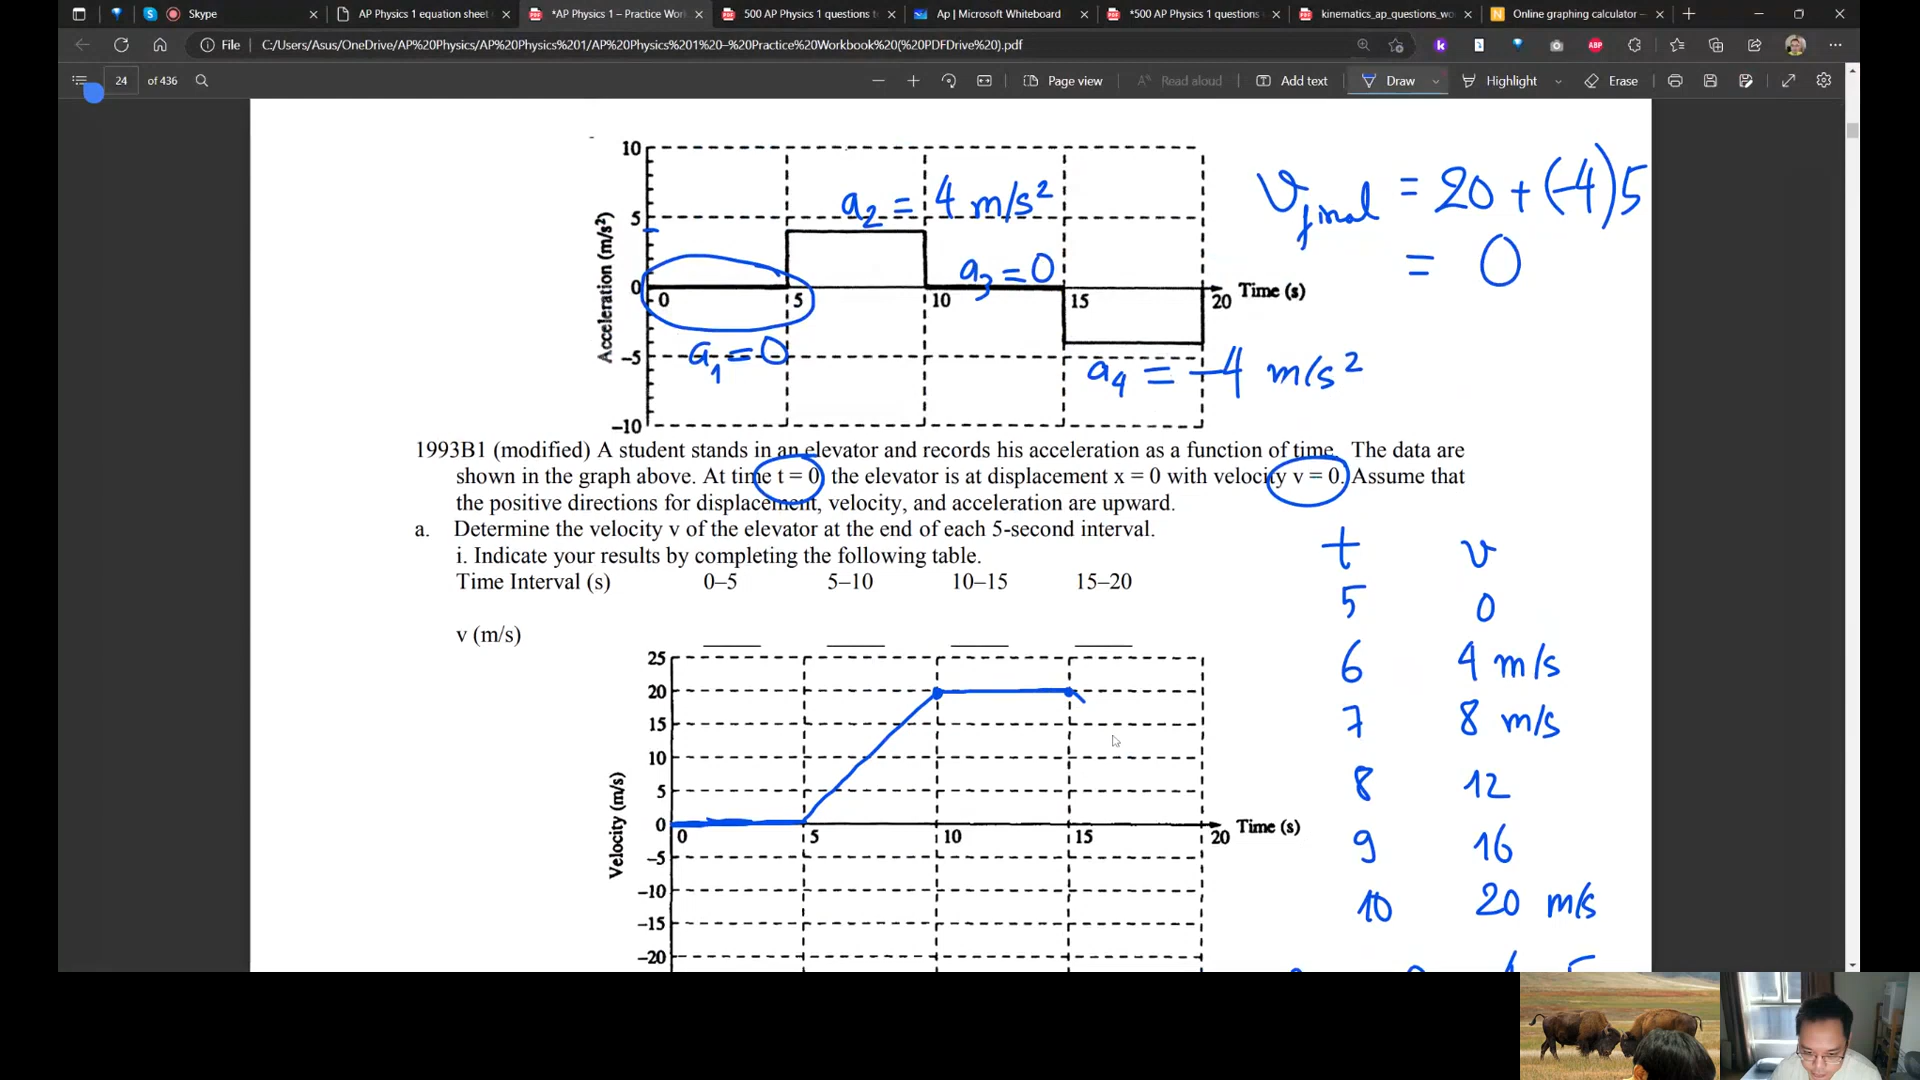 Skype
AP Physics 1 equation sheet
*AP Physics 1 – Practice Wor
500 AP Physics 1 questions t
Ap | Microsoft Whiteboard
*500 AP Physics 1 questions
kinematics_ap_questions_wo
Online graphing calculator
File
C:/Users/Asus/OneDrive/AP%20Physics/AP%20Physics%201/AP%20Physics%201%20–%20Practice%20Workbook%20(%20PDFDrive%20).pdf
ABP
24 of 436
Page view
Read aloud
Add text
Draw
Highlight
Erase
10
5
0
–5
–10
Acceleration (m/s²)
0 5 10 15 20 Time (s)
a₁ = 0
a₂ = 4 m/s²
a₃ = 0
a₄ = –4 m/s²
v final = 20 + (–4)5
= 0
1993B1 (modified) A student stands in an elevator and records his acceleration as a function of time. The data are
shown in the graph above. At time t = 0, the elevator is at displacement x = 0 with velocity v = 0. Assume that
the positive directions for displacement, velocity, and acceleration are upward.
a. Determine the velocity v of the elevator at the end of each 5-second interval.
i. Indicate your results by completing the following table.
Time Interval (s) 0–5 5–10 10–15 15–20
v (m/s)
25
20
15
10
5
0
–5
–10
–15
–20
Velocity (m/s)
0 5 10 15 20 Time (s)
t v
5 0
6 4 m/s
7 8 m/s
8 12
9 16
10 20 m/s